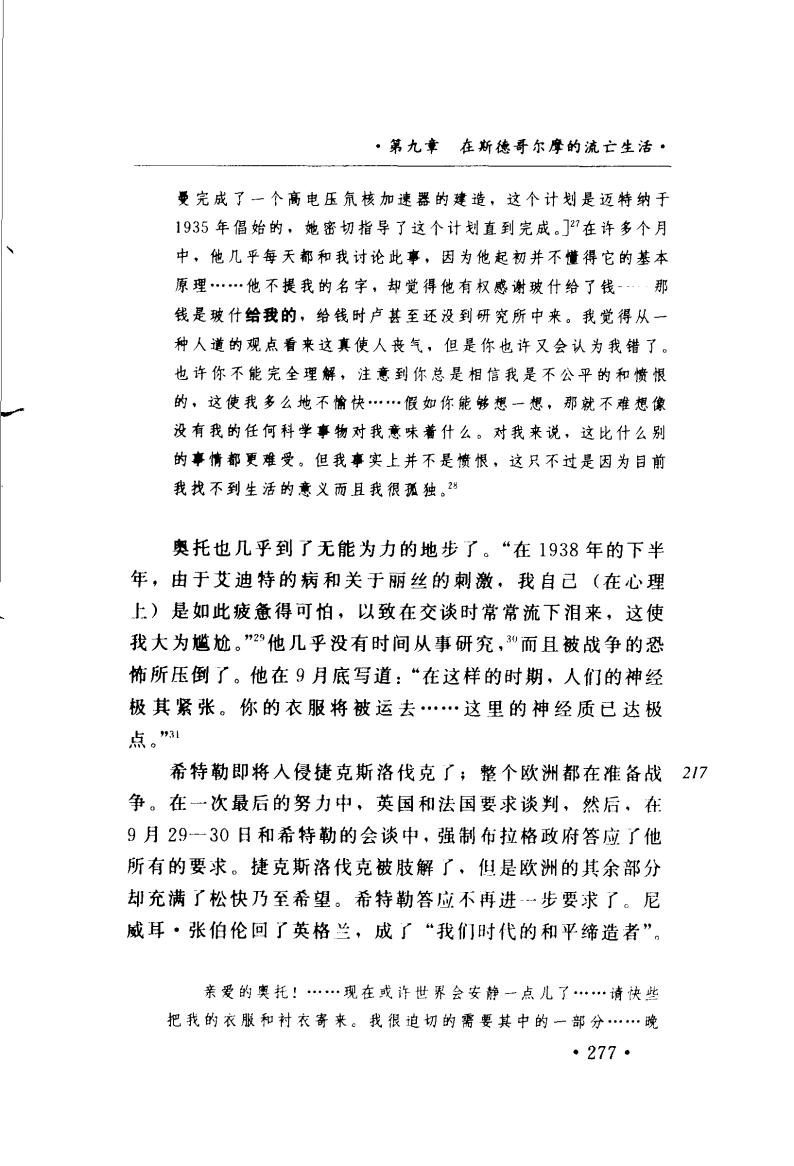 ·第九章 在斯德哥尔摩的流亡生活·
曼完成了一个高电压氘核加速器的建造，这个计划是迈特纳于
1935年倡始的，她密切指导了这个计划直到完成。]27在许多个月
中，他几乎每天都和我讨论此事，因为他起初并不懂得它的基本
原理……他不提我的名字，却觉得他有权感谢玻什给了钱……那
钱是玻什给我的，给钱时卢甚至还没到研究所中来。我觉得从一
种人道的观点看来这真使人丧气，但是你也许又会认为我错了。
也许你不能完全理解，注意到你总是相信我是不公平的和愤恨
的，这使我多么地不愉快……假如你能够想一想，那就不难想像
没有我的任何科学事物对我意味着什么。对我来说，这比什么别
的事情都更难受。但我事实上并不是愤恨，这只不过是因为目前
我找不到生活的意义而且我很孤独。28
奥托也几乎到了无能为力的地步了。“在1938年的下半
年，由于艾迪特的病和关于丽丝的刺激，我自己（在心理
上）是如此疲惫得可怕，以致在交谈时常常流下泪来，这使
我大为尴尬。”29他几乎没有时间从事研究，30而且被战争的恐
怖所压倒了。他在9月底写道：“在这样的时期，人们的神经
极其紧张。你的衣服将被运去……这里的神经质已达极
点。”31
希特勒即将入侵捷克斯洛伐克了；整个欧洲都在准备战 217
争。在一次最后的努力中，英国和法国要求谈判，然后，在
9月29—30日和希特勒的会谈中，强制布拉格政府答应了他
所有的要求。捷克斯洛伐克被肢解了，但是欧洲的其余部分
却充满了松快乃至希望。希特勒答应不再进一步要求了。尼
威耳·张伯伦回了英格兰，成了“我们时代的和平缔造者”。
亲爱的奥托！……现在或许世界会安静一点儿了……请快些
把我的衣服和衬衣寄来。我很迫切的需要其中的一部分……晚
·277·